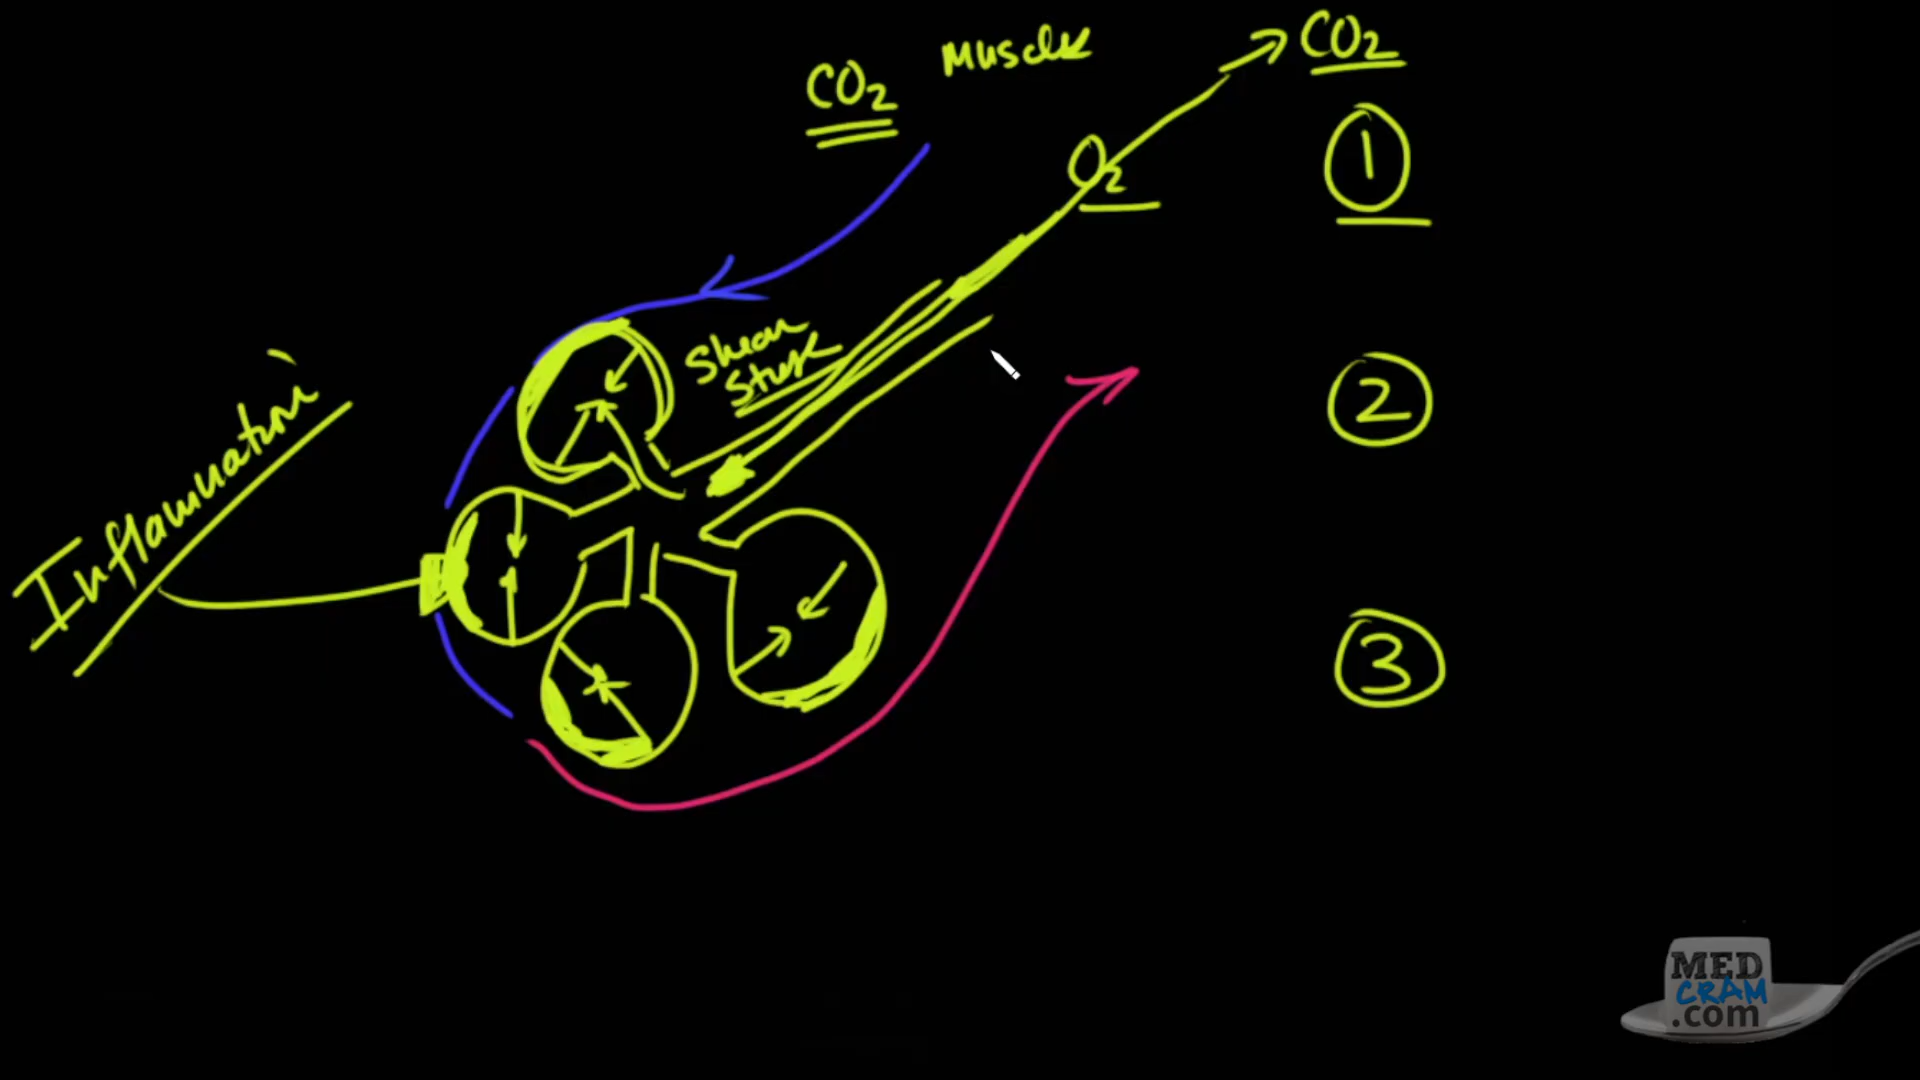 CO2 Muscle
CO2
O2
1
Shear
Stress
Inflammation
2
3
MED
CRAM
.com